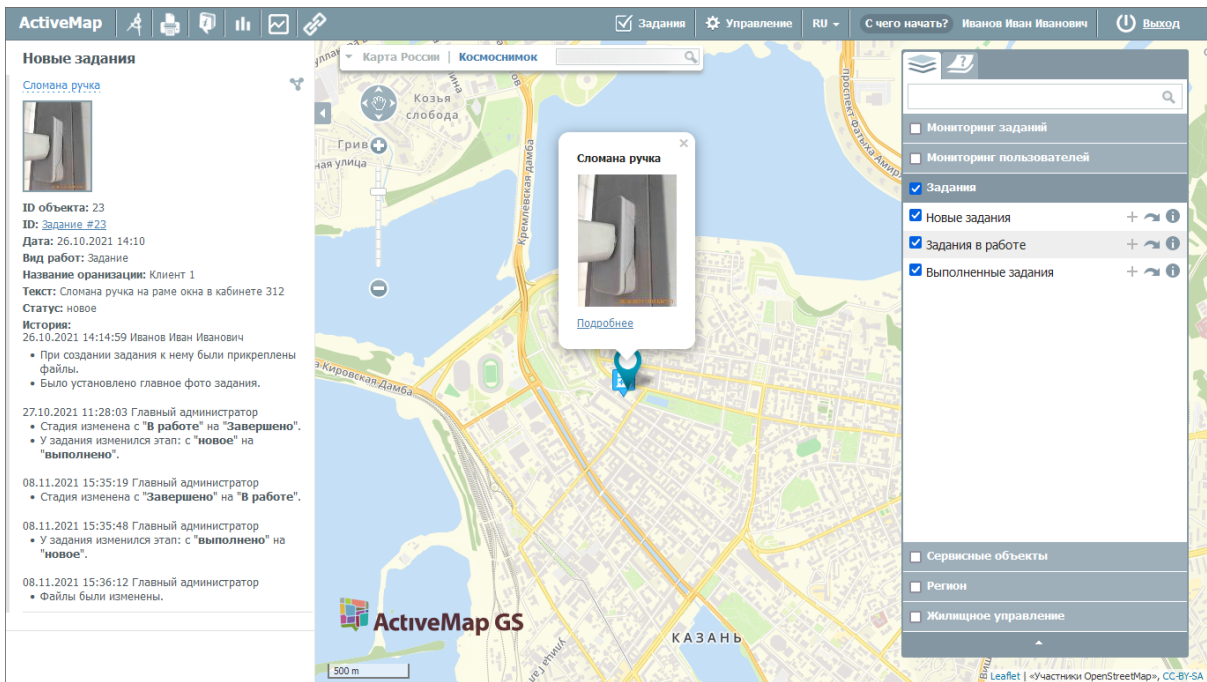 ActiveMap
Задания
Управление
RU
С чего начать?
Иванов Иван Иванович
Выход
Новые задания
Сломана ручка
ID объекта: 23
ID: Задание #23
Дата: 26.10.2021 14:10
Вид работ: Задание
Название оранизации: Клиент 1
Текст: Сломана ручка на раме окна в кабинете 312
Статус: новое
История:
26.10.2021 14:14:59 Иванов Иван Иванович
• При создании задания к нему были прикреплены
файлы.
• Было установлено главное фото задания.
27.10.2021 11:28:03 Главный администратор
• Стадия изменена с "В работе" на "Завершено".
• У задания изменился этап: с "новое" на
"выполнено".
08.11.2021 15:35:19 Главный администратор
• Стадия изменена с "Завершено" на "В работе".
08.11.2021 15:35:48 Главный администратор
• У задания изменился этап: с "выполнено" на
"новое".
08.11.2021 15:36:12 Главный администратор
• Файлы были изменены.
Карта России | Космоснимок
Козья
слобода
Грив
ная улица
Кремлевская дамба
проспект Фатыха Амир
а Кировская Дамба
Сломана ручка
Подробнее
КАЗАНЬ
ActiveMap GS
500 m
Мониторинг заданий
Мониторинг пользователей
Задания
Новые задания
Задания в работе
Выполненные задания
Сервисные объекты
Регион
Жилищное управление
Leaflet | «Участники OpenStreetMap», CC-BY-SA